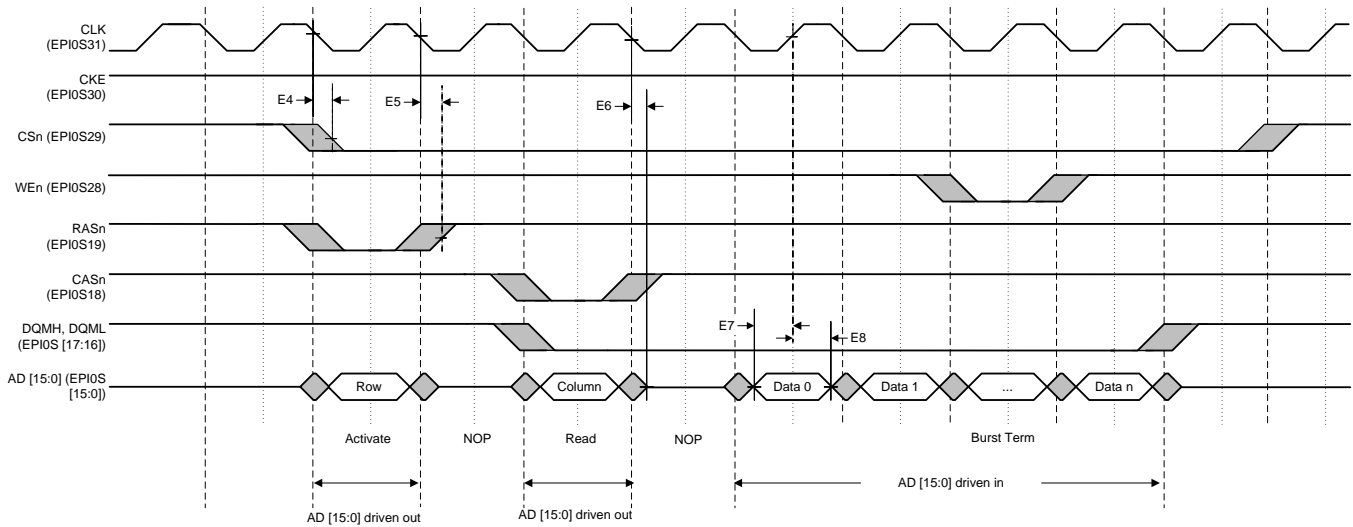 CLK
(EPI0S31)
CKE
(EPI0S30)
E4
E5
E6
CSn (EPI0S29)
WEn (EPI0S28)
RASn
(EPI0S19)
CASn
(EPI0S18)
DQMH, DQML
(EPI0S [17:16])
E7
E8
AD [15:0] (EPI0S
[15:0])
Row
Column
Data 0
Data 1
...
Data n
Activate
NOP
Read
NOP
Burst Term
AD [15:0] driven in
AD [15:0] driven out
AD [15:0] driven out